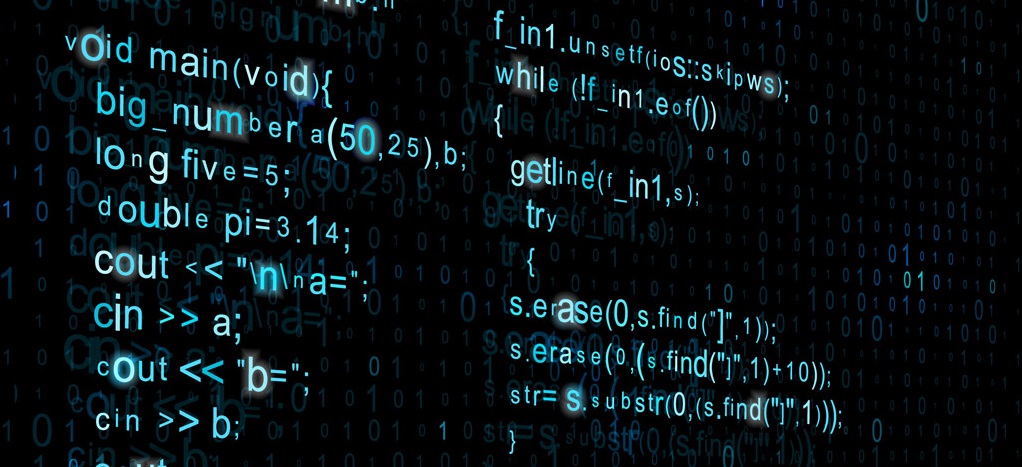 void main(void){
big_number a(50,25),b;
long five=5;
double pi=3.14;
cout << "\n\na=";
cin >> a;
cout << "b=";
cin >> b;
f_in1.unsetf(ios::skipws);
while (!f_in1.eof())
{
getline(f_in1,s);
try
{
s.erase(0,s.find("]",1));
s.erase(0,(s.find("]",1)+10));
str= s.substr(0,(s.find("]",1)));
}